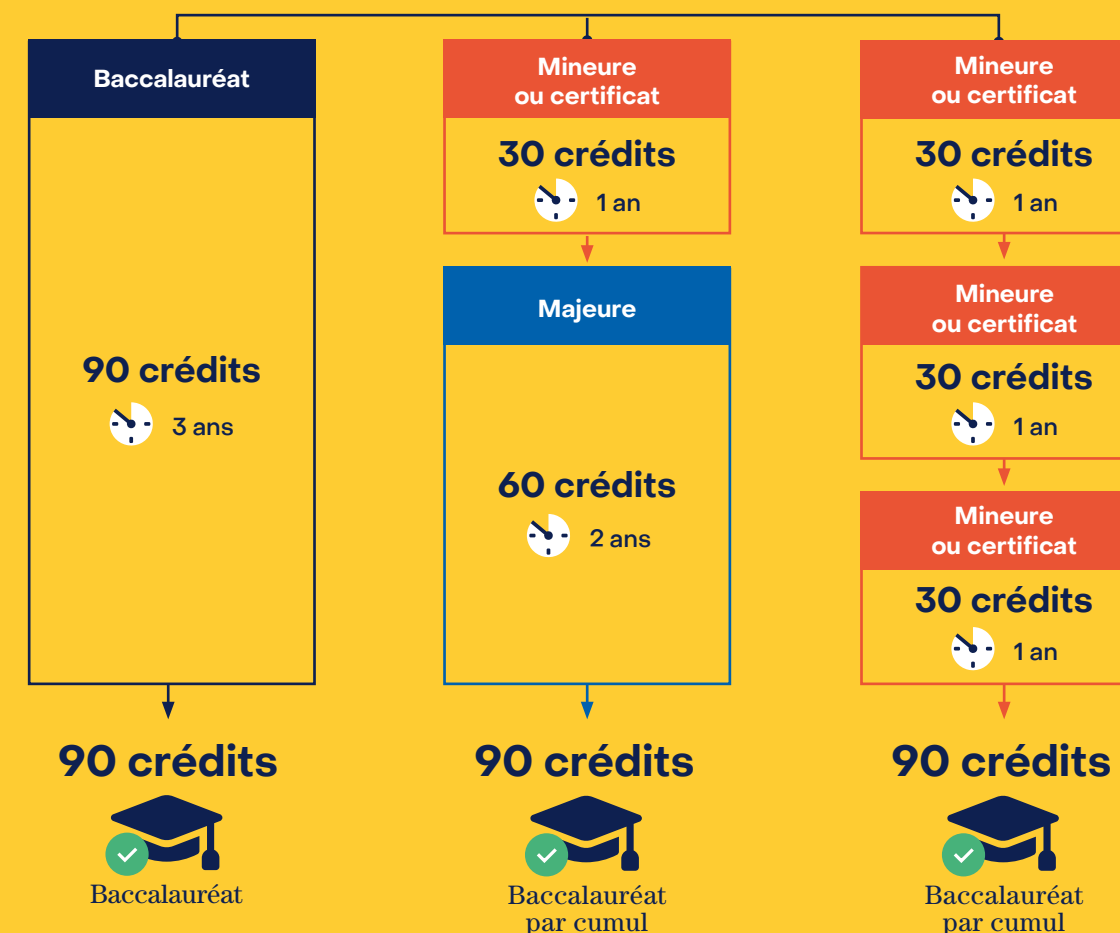 Baccalauréat
90 crédits
3 ans
90 crédits
Baccalauréat
Mineure
ou certificat
30 crédits
1 an
Majeure
60 crédits
2 ans
90 crédits
Baccalauréat
par cumul
Mineure
ou certificat
30 crédits
1 an
Mineure
ou certificat
30 crédits
1 an
Mineure
ou certificat
30 crédits
1 an
90 crédits
Baccalauréat
par cumul